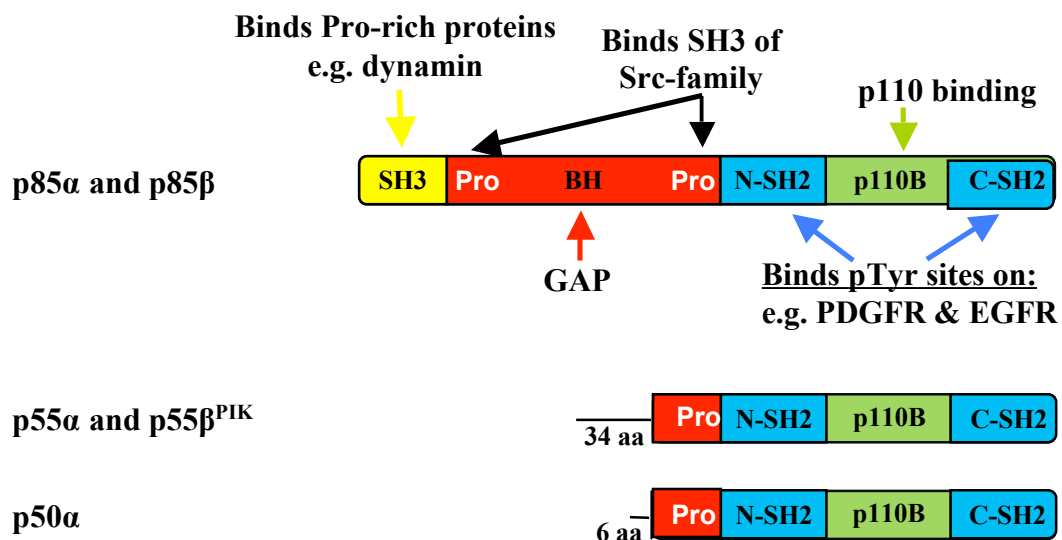 Binds Pro-rich proteins
e.g. dynamin
Binds SH3 of
Src-family
p110 binding
p85α and p85β
SH3 Pro BH Pro N-SH2 p110B C-SH2
GAP
Binds pTyr sites on:
e.g. PDGFR & EGFR
p55α and p55βPIK
34 aa
Pro N-SH2 p110B C-SH2
p50α
6 aa
Pro N-SH2 p110B C-SH2